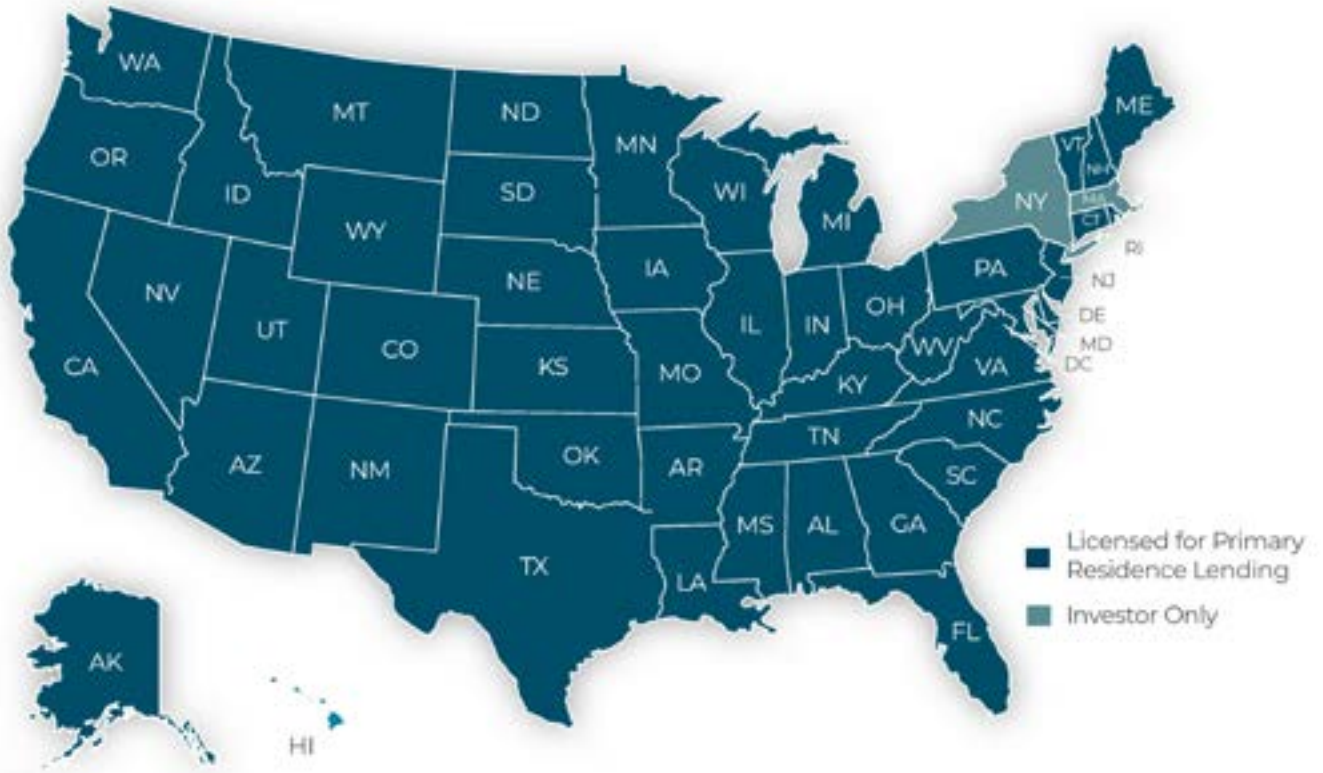 WA
MT
ND
MN
ME
OR
ID
SD
WI
VT
NH
WY
MI
NY
MA
CT
RI
NV
NE
IA
PA
NJ
UT
CO
IL
IN
OH
DE
CA
KS
MO
WV
VA
MD
DC
KY
AZ
NM
OK
AR
TN
NC
SC
TX
MS
AL
GA
LA
FL
AK
HI
Licensed for Primary
Residence Lending
Investor Only